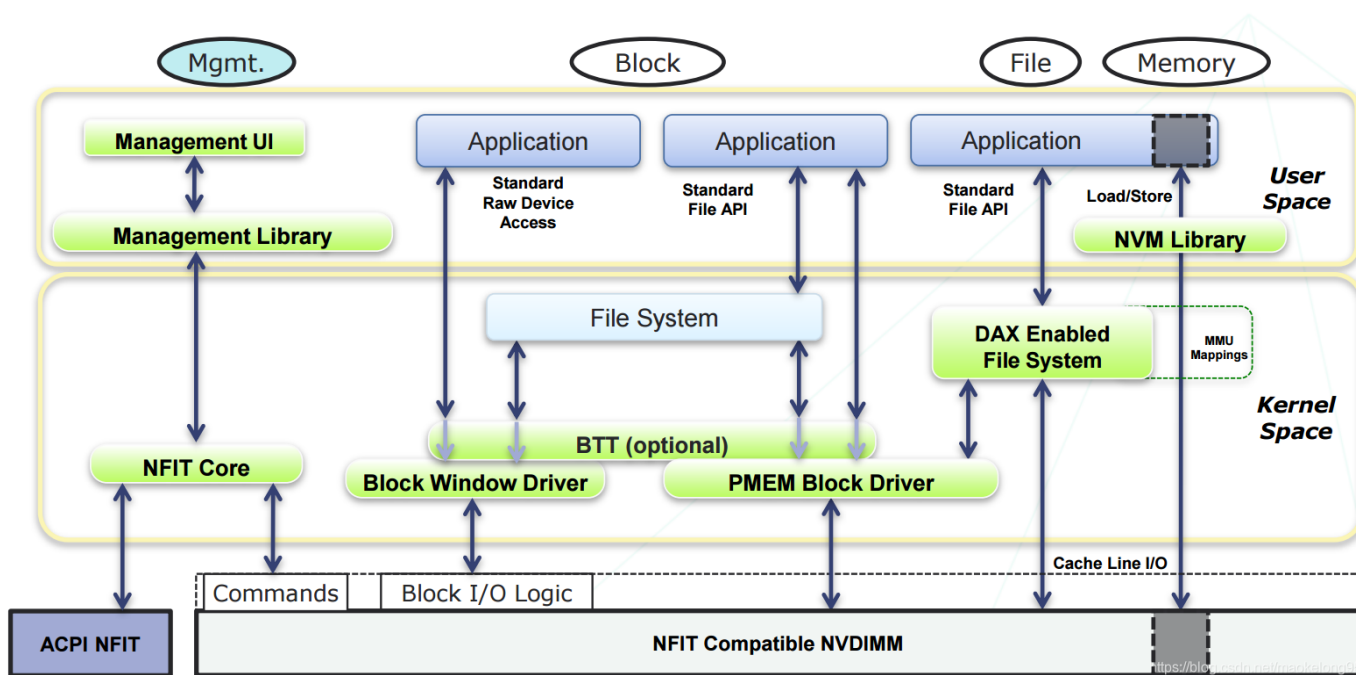 Mgmt.
Block
File
Memory
Management UI
Application
Application
Application
Standard
Raw Device
Access
Standard
File API
Standard
File API
Load/Store
User
Space
Management Library
NVM Library
File System
DAX Enabled
File System
MMU
Mappings
Kernel
Space
BTT (optional)
NFIT Core
Block Window Driver
PMEM Block Driver
Cache Line I/O
Commands
Block I/O Logic
ACPI NFIT
NFIT Compatible NVDIMM